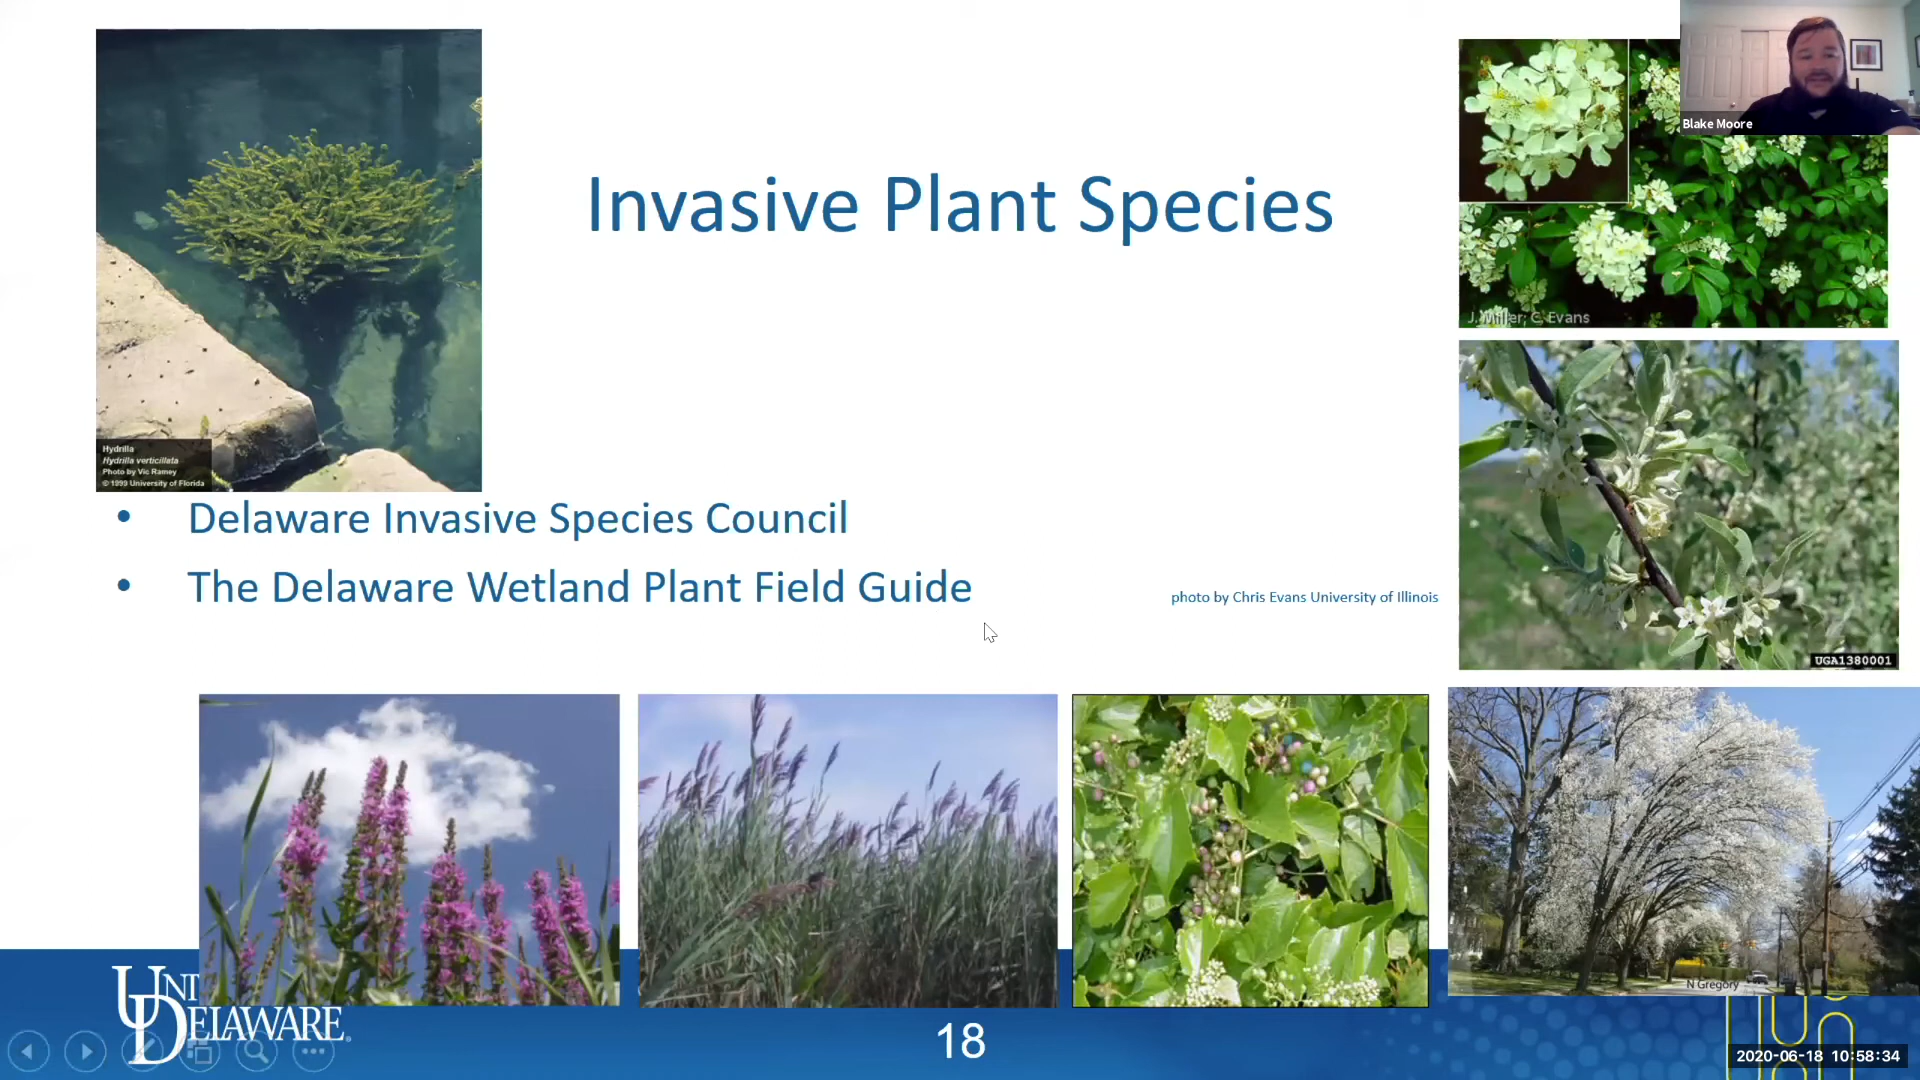 Blake Moore
Invasive Plant Species
J. Miller; C. Evans
Hydrilla
Hydrilla verticillata
Photo by Vic Ramey
© 1999 University of Florida
• Delaware Invasive Species Council
• The Delaware Wetland Plant Field Guide
photo by Chris Evans University of Illinois
UGA1380001
N Gregory
UNI
DELAWARE
18
2020-06-18 10:58:34